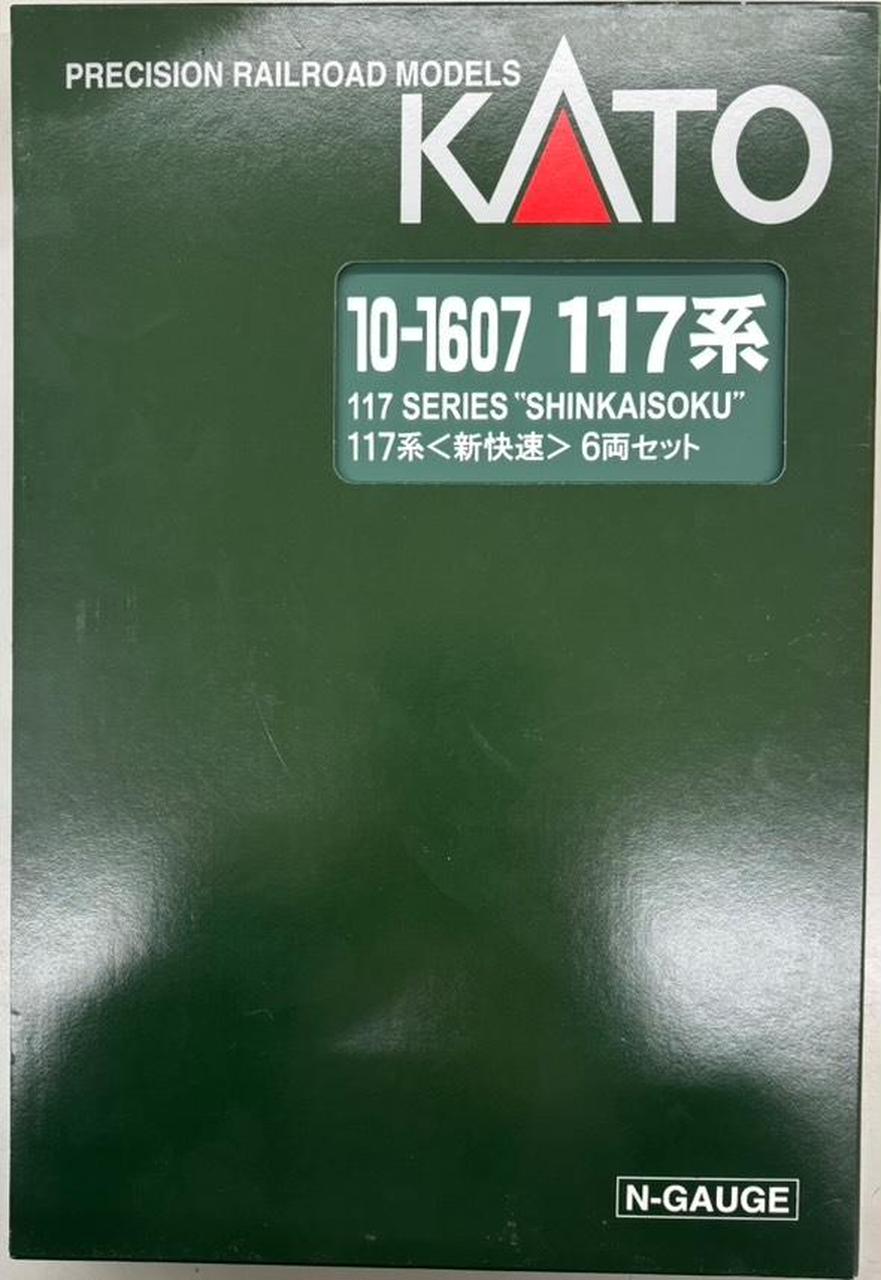 PRECISION RAILROAD MODELS
KATO
10-1607 117系
117 SERIES "SHINKAISOKU"
117系<新快速> 6両セット
N-GAUGE